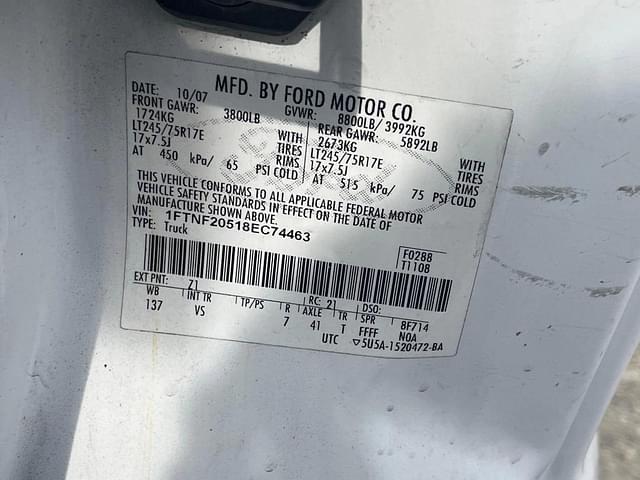 MFD. BY FORD MOTOR CO.
DATE: 10/07 GVWR: 8800LB/ 3992KG
FRONT GAWR: 3800LB REAR GAWR: 5892LB
1724KG WITH 2673KG WITH
LT245/75R17E TIRES LT245/75R17E TIRES
17x7.5J RIMS 17x7.5J RIMS
AT 450 kPa/ 65 PSI COLD AT 515 kPa/ 75 PSI COLD
THIS VEHICLE CONFORMS TO ALL APPLICABLE FEDERAL MOTOR
VEHICLE SAFETY STANDARDS IN EFFECT ON THE DATE OF
MANUFACTURE SHOWN ABOVE.
VIN: 1FTNF20518EC74463
TYPE: Truck
F0288
T1108
EXT PNT: Z1 RC: 21 DSO:
WB INT TR TP/PS R AXLE TR SPR 8F714
137 VS 7 41 T FFFF NOA
UTC ▽5U5A-1520472-BA